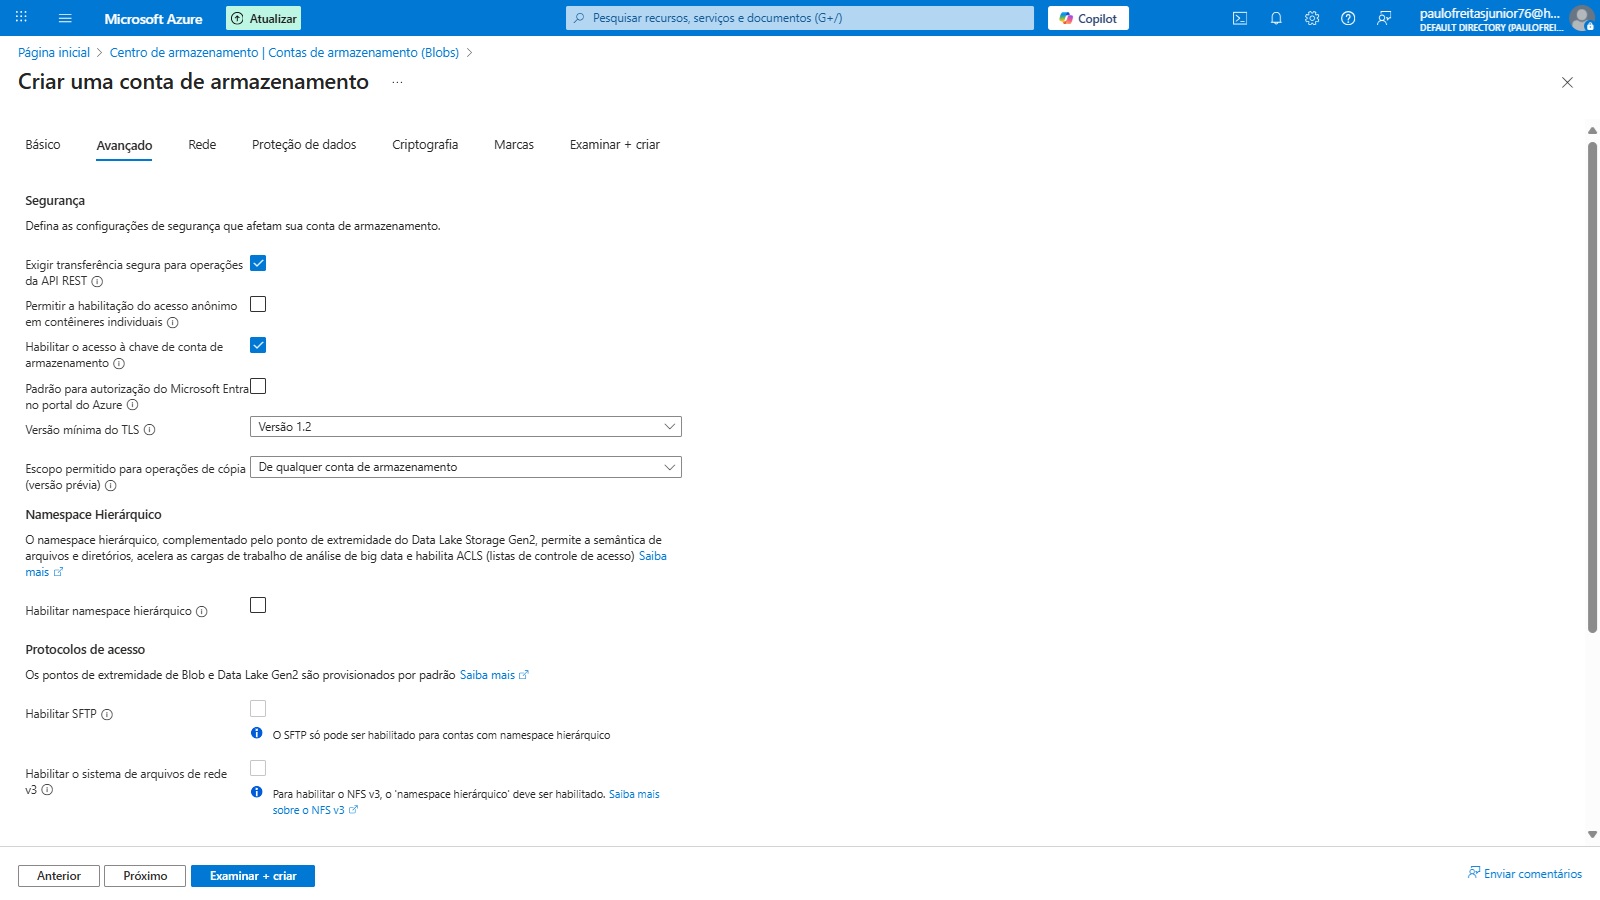 Microsoft Azure
Atualizar
Pesquisar recursos, serviços e documentos (G+/)
Copilot
paulofreitasjunior76@h...
DEFAULT DIRECTORY (PAULOFREI...
Página inicial > Centro de armazenamento | Contas de armazenamento (Blobs) >
Criar uma conta de armazenamento ...
Básico
Avançado
Rede
Proteção de dados
Criptografia
Marcas
Examinar + criar
Segurança
Defina as configurações de segurança que afetam sua conta de armazenamento.
Exigir transferência segura para operações
da API REST
Permitir a habilitação do acesso anônimo
em contêineres individuais
Habilitar o acesso à chave de conta de
armazenamento
Padrão para autorização do Microsoft Entra
no portal do Azure
Versão mínima do TLS
Versão 1.2
Escopo permitido para operações de cópia
(versão prévia)
De qualquer conta de armazenamento
Namespace Hierárquico
O namespace hierárquico, complementado pelo ponto de extremidade do Data Lake Storage Gen2, permite a semântica de
arquivos e diretórios, acelera as cargas de trabalho de análise de big data e habilita ACLS (listas de controle de acesso) Saiba
mais
Habilitar namespace hierárquico
Protocolos de acesso
Os pontos de extremidade de Blob e Data Lake Gen2 são provisionados por padrão Saiba mais
Habilitar SFTP
O SFTP só pode ser habilitado para contas com namespace hierárquico
Habilitar o sistema de arquivos de rede
v3
Para habilitar o NFS v3, o 'namespace hierárquico' deve ser habilitado. Saiba mais
sobre o NFS v3
Anterior
Próximo
Examinar + criar
Enviar comentários